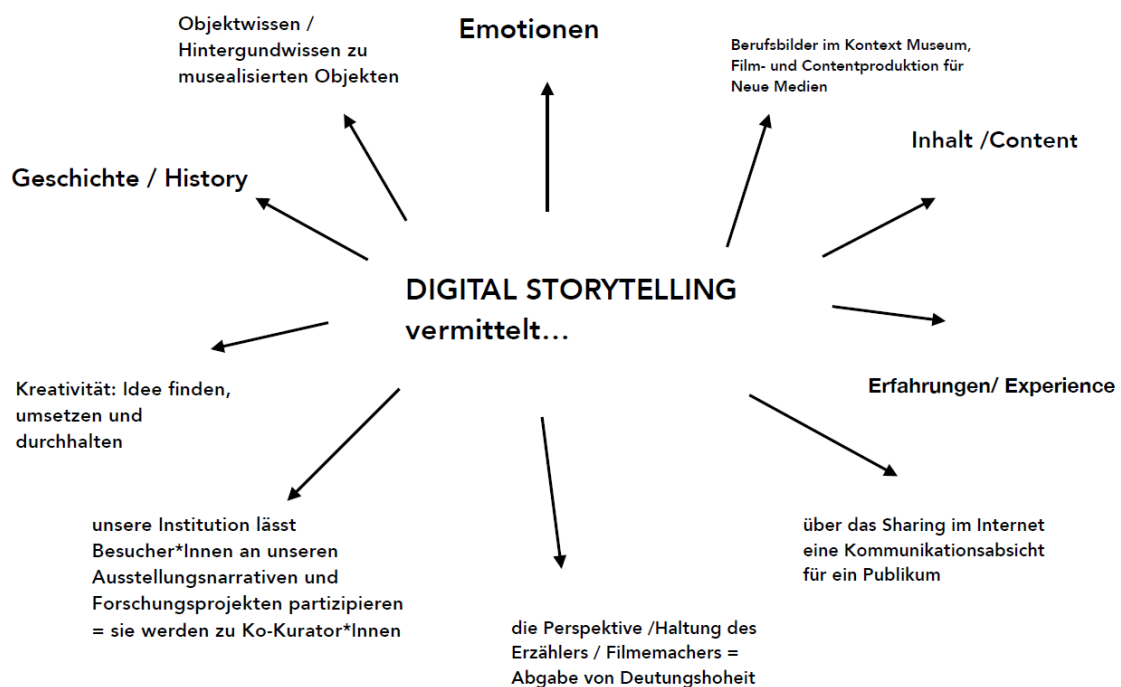 Objektwissen /
Hintergundwissen zu
musealisierten Objekten
Emotionen
Berufsbilder im Kontext Museum,
Film- und Contentproduktion für
Neue Medien
Inhalt /Content
Geschichte / History
DIGITAL STORYTELLING
vermittelt...
Erfahrungen/ Experience
Kreativität: Idee finden,
umsetzen und
durchhalten
unsere Institution lässt
Besucher*Innen an unseren
Ausstellungsnarrativen und
Forschungsprojekten partizipieren
= sie werden zu Ko-Kurator*Innen
die Perspektive /Haltung des
Erzählers / Filmemachers =
Abgabe von Deutungshoheit
über das Sharing im Internet
eine Kommunikationsabsicht
für ein Publikum